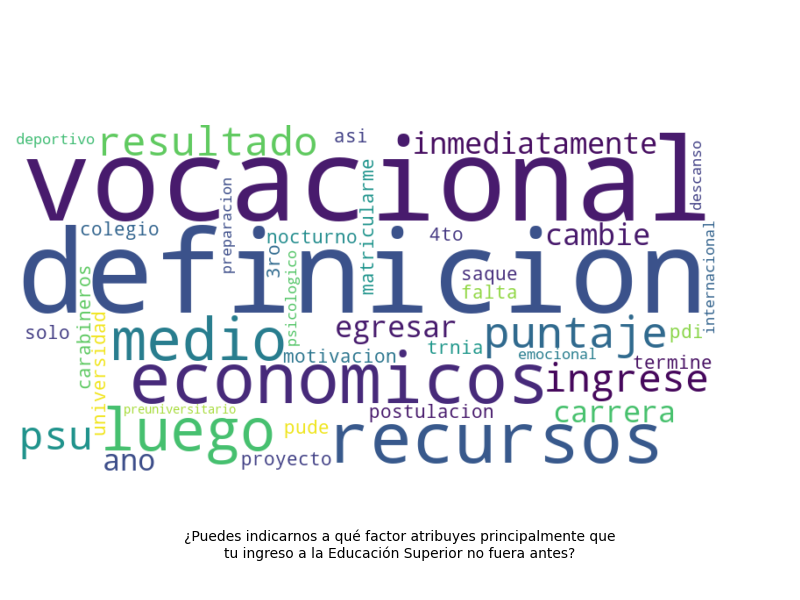 deportivo
resultado
asi
inmediatamente
vocacional
descanso
colegio
preparacion
nocturno
3ro
psicologico
matricularme
4to
cambie
internacional
definicion
saque
falta
carabineros
universidad
solo
medio
egresar
puntaje
pdi
motivacion
trnia
emocional
termine
economicos
ingrese
preuniversitario
postulacion
carrera
psu
luego
pude
recursos
ano
proyecto
¿Puedes indicarnos a qué factor atribuyes principalmente que
tu ingreso a la Educación Superior no fuera antes?